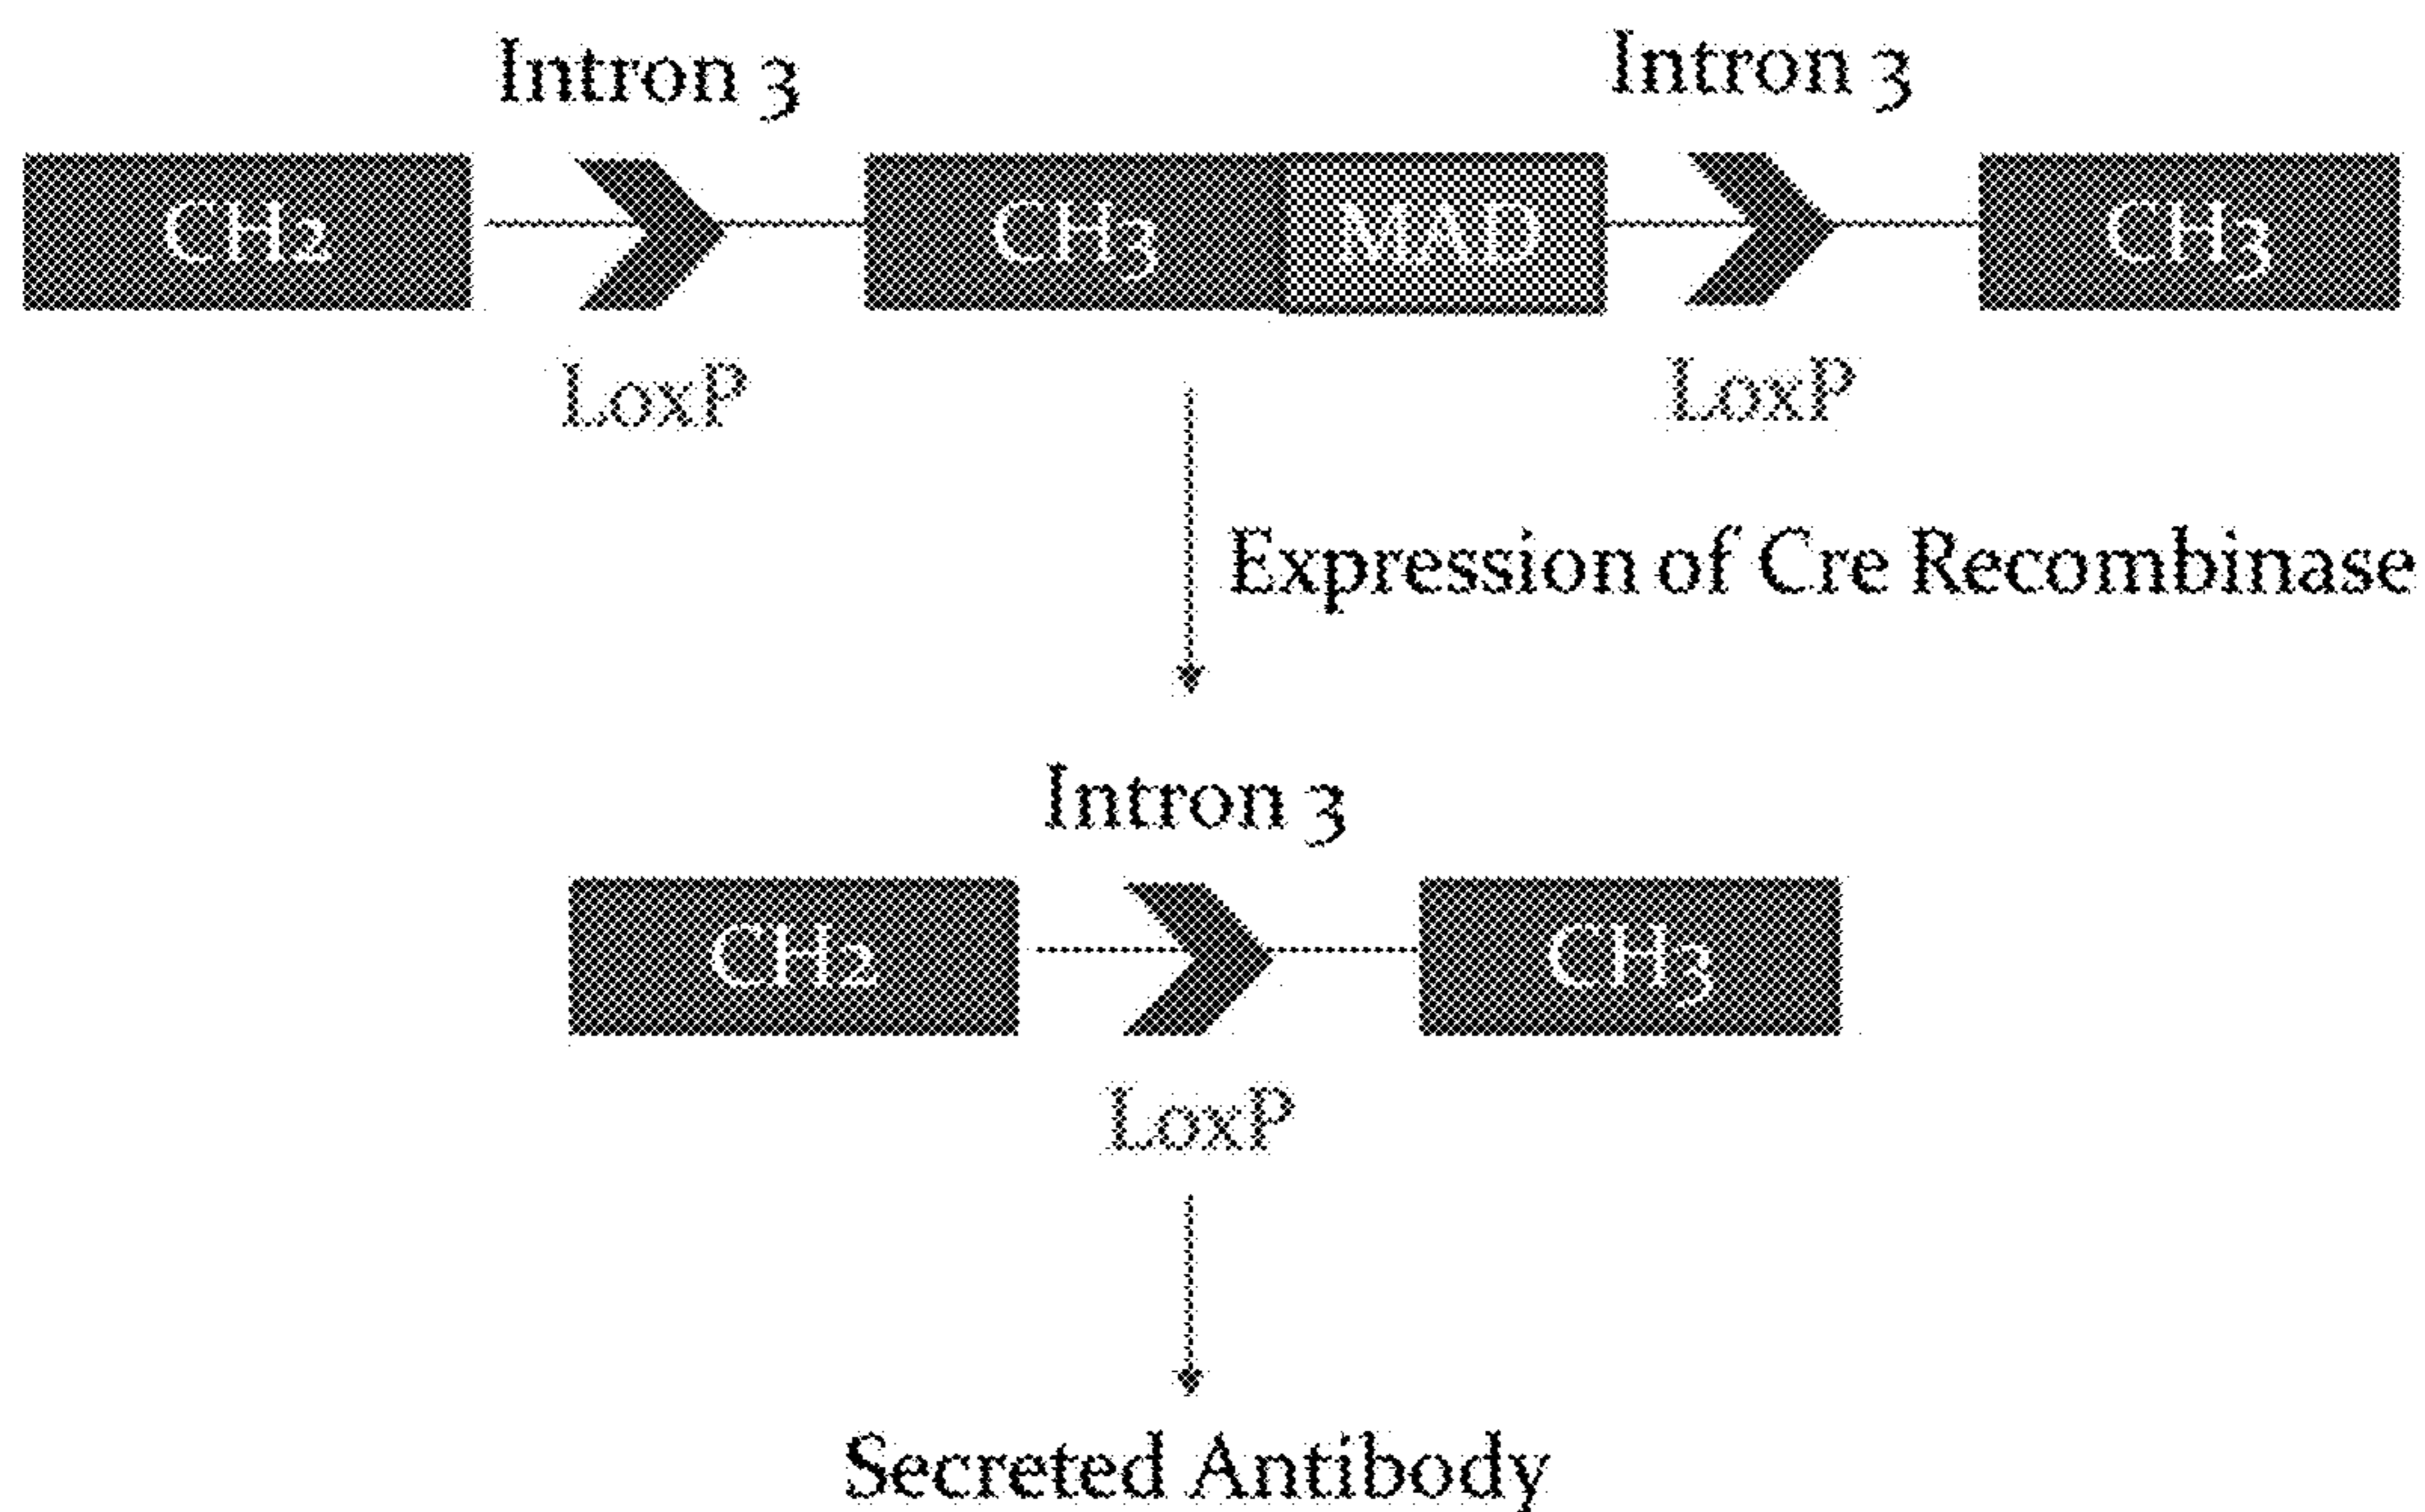 Intron 3 Intron 3
CH2 CH3 MAD CH3
LoxP LoxP
Expression of Cre Recombinase
Intron 3
CH2 CH3
LoxP
Secreted Antibody